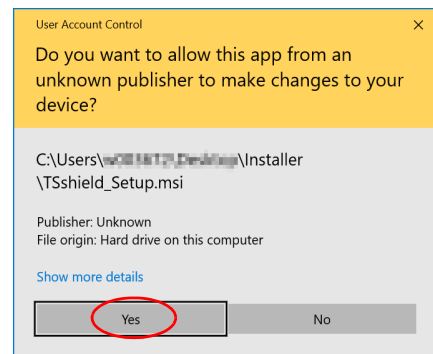 User Account Control
Do you want to allow this app from an
unknown publisher to make changes to your
device?
C:\Users\ \Installer
\TSshield_Setup.msi
Publisher: Unknown
File origin: Hard drive on this computer
Show more details
Yes
No